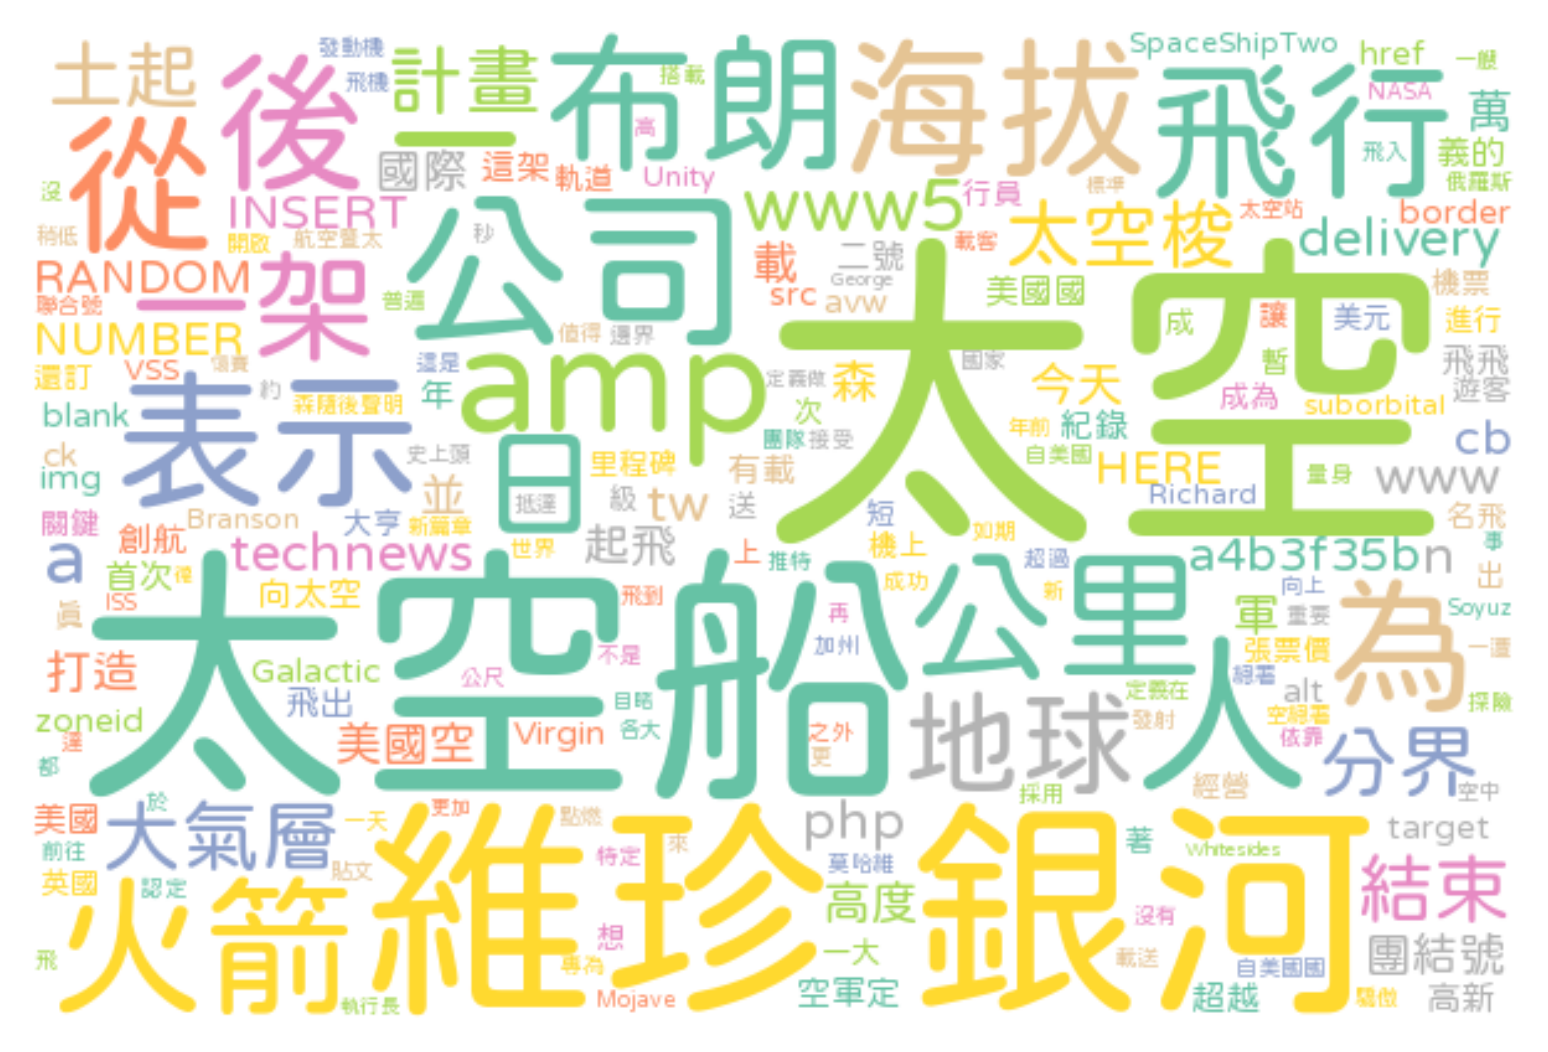 土起
後
發動機
飛機
計畫
布朗
搭載
海拔
SpaceShipTwo
href
一艘
NASA
飛行
萬
從
一
國際
這架
軌道
高
Unity
飛入
義的
俄羅斯
沒
INSERT
公司
www5
行員
標準
太空梭
太空站
border
稍低
開啟
航空暨太
秒
載
二號
載客
delivery
RANDOM
一架
George
src
avw
美國國
太空
機票
聯合號
普遍
值得
邊界
成
讓
美元
進行
NUMBER
這是
amp
國家
暫
飛飛
還訂
VSS
約
年
定義做
森
今天
成為
遊客
suborbital
表示
森隨後聲明
次
年前
紀錄
blank
日
團隊
接受
自美國
cb
ck
史上頭
里程碑
有載
HERE
量身
www
img
並
抵達
級
tw
送
Richard
關鍵
Branson
大亨
新篇章
短
如期
名飛
創航
technews
世界
起飛
上
推特
機上
超過
a4b3f35bn
事
a
首次
向太空
太空船
飛到
成功
公里
新
向上
出
ISS
再
軍
重要
為
Soyuz
真
加州
打造
Galactic
公尺
不是
張票價
一還
飛出
目睹
地球
定義在
總署
alt
探險
人
zoneid
美國空
Virgin
各大
之外
發射
空總署
依靠
分界
達
更
都
經營
空中
美國
於
大氣層
一天
更加
點燃
php
採用
target
維珍銀河
前往
特定
來
莫哈維
著
Whitesides
結束
英國
認定
貼文
高度
火箭
想
沒有
飛
專為
一大
載送
自美國國
團結號
執行長
Mojave
空軍定
超越
驕傲
高新